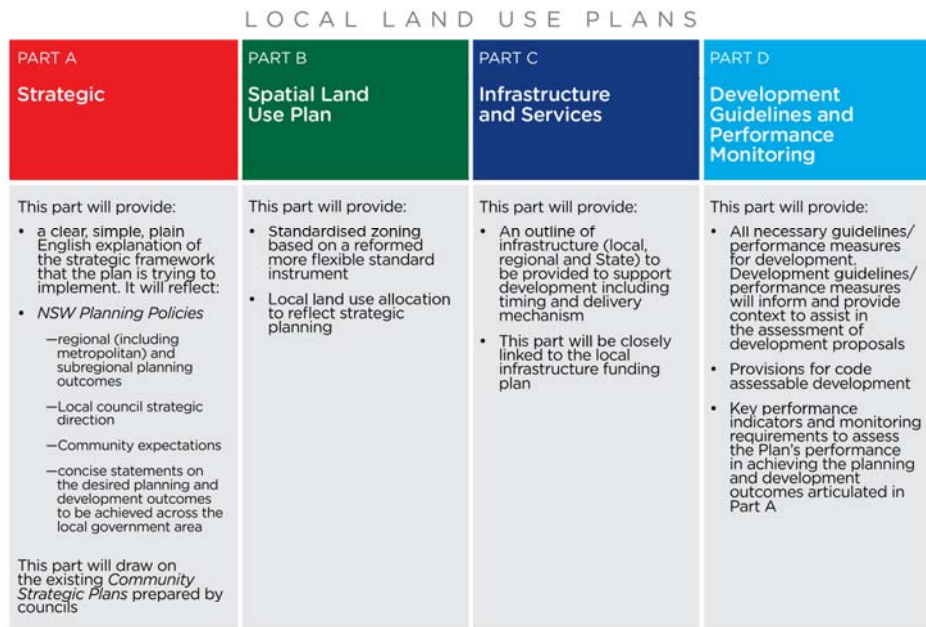 LOCAL LAND USE PLANS
PART A
Strategic
This part will provide:
• a clear, simple, plain
English explanation of
the strategic framework
that the plan is trying to
implement. It will reflect:
• NSW Planning Policies
—regional (including
metropolitan) and
subregional planning
outcomes
—Local council strategic
direction
—Community expectations
—concise statements on
the desired planning and
development outcomes
to be achieved across the
local government area
This part will draw on
the existing Community
Strategic Plans prepared by
councils
PART B
Spatial Land
Use Plan
This part will provide:
• Standardised zoning
based on a reformed
more flexible standard
instrument
• Local land use allocation
to reflect strategic
planning
PART C
Infrastructure
and Services
This part will provide:
• An outline of
infrastructure (local,
regional and State) to
be provided to support
development including
timing and delivery
mechanism
• This part will be closely
linked to the local
infrastructure funding
plan
PART D
Development
Guidelines and
Performance
Monitoring
This part will provide:
• All necessary guidelines/
performance measures
for development.
Development guidelines/
performance measures
will inform and provide
context to assist in
the assessment of
development proposals
• Provisions for code
assessable development
• Key performance
indicators and monitoring
requirements to assess
the Plan's performance
in achieving the planning
and development
outcomes articulated in
Part A